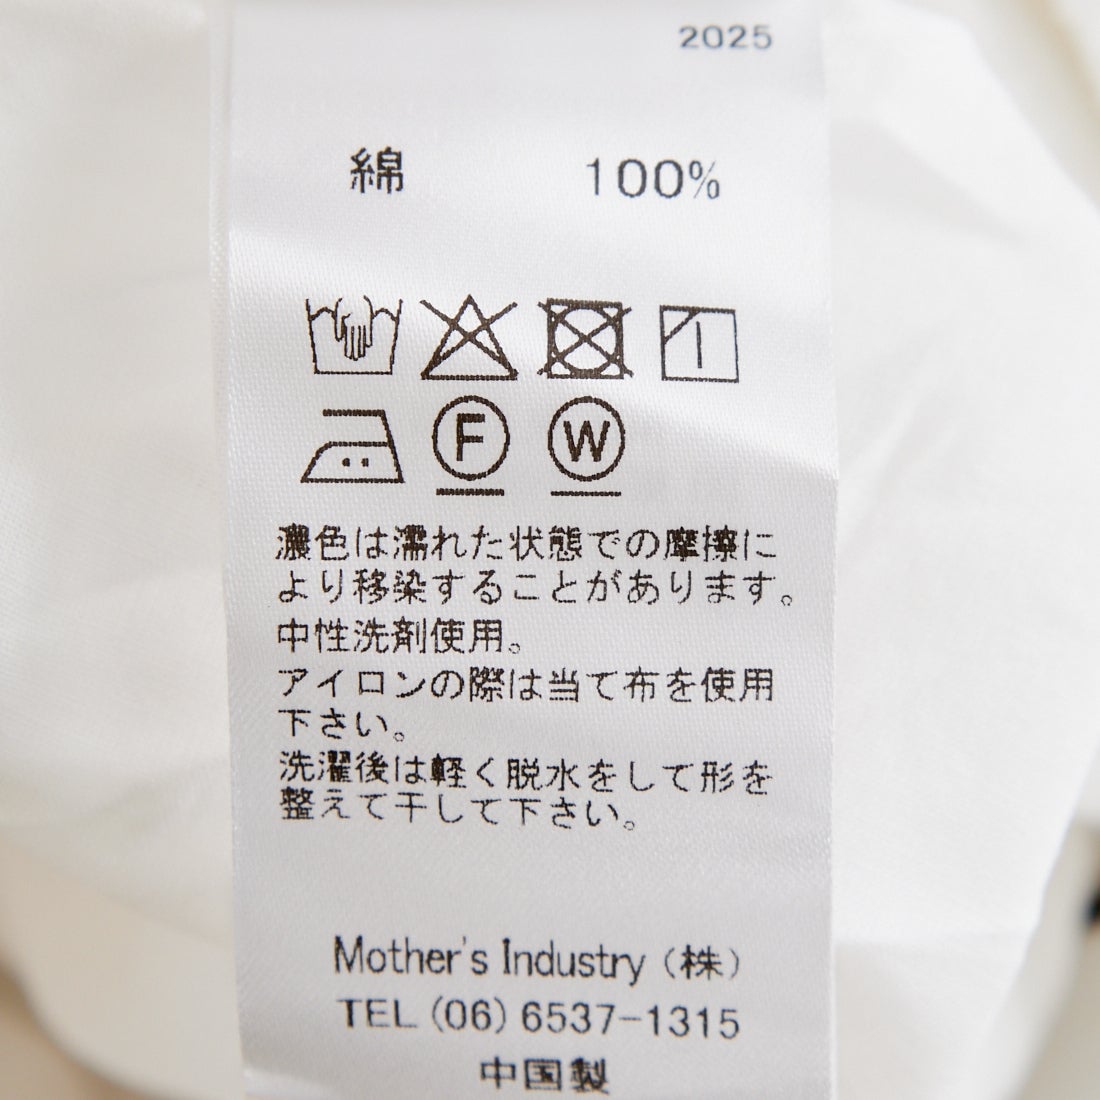 2025
綿 100%
F W
濃色は濡れた状態での摩擦に
より移染することがあります。
中性洗剤使用。
アイロンの際は当て布を使用
下さい。
洗濯後は軽く脱水をして形を
整えて干して下さい。
Mother's Industry (株)
TEL (06) 6537-1315
中国製